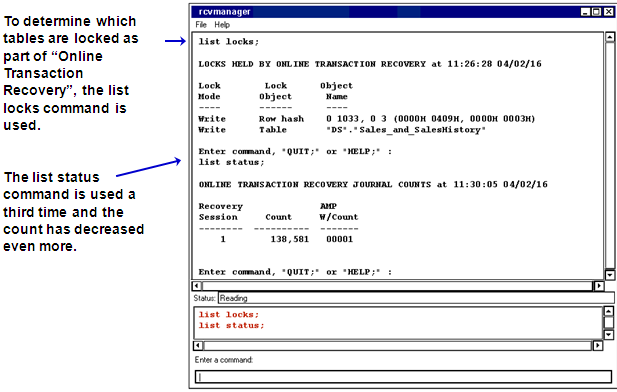 To determine which
tables are locked as
part of “Online
Transaction
Recovery”, the list
locks command is
used.
The list status
command is used a
third time and the
count has decreased
even more.
rcvmanager
File Help
list locks;
LOCKS HELD BY ONLINE TRANSACTION RECOVERY at 11:26:28 04/02/16
Lock Lock Object
Mode Object Name
---- ------ ----
Write Row hash 0 1033, 0 3 (0000H 0409H, 0000H 0003H)
Write Table "DS"."Sales_and_SalesHistory"
Enter command, "QUIT;" or "HELP;" :
list status;
ONLINE TRANSACTION RECOVERY JOURNAL COUNTS at 11:30:05 04/02/16
Recovery AMP
Session Count W/Count
-------- ---------- -------
1 138,581 00001
Enter command, "QUIT;" or "HELP;" :
Status: Reading
list locks;
list status;
Enter a command: